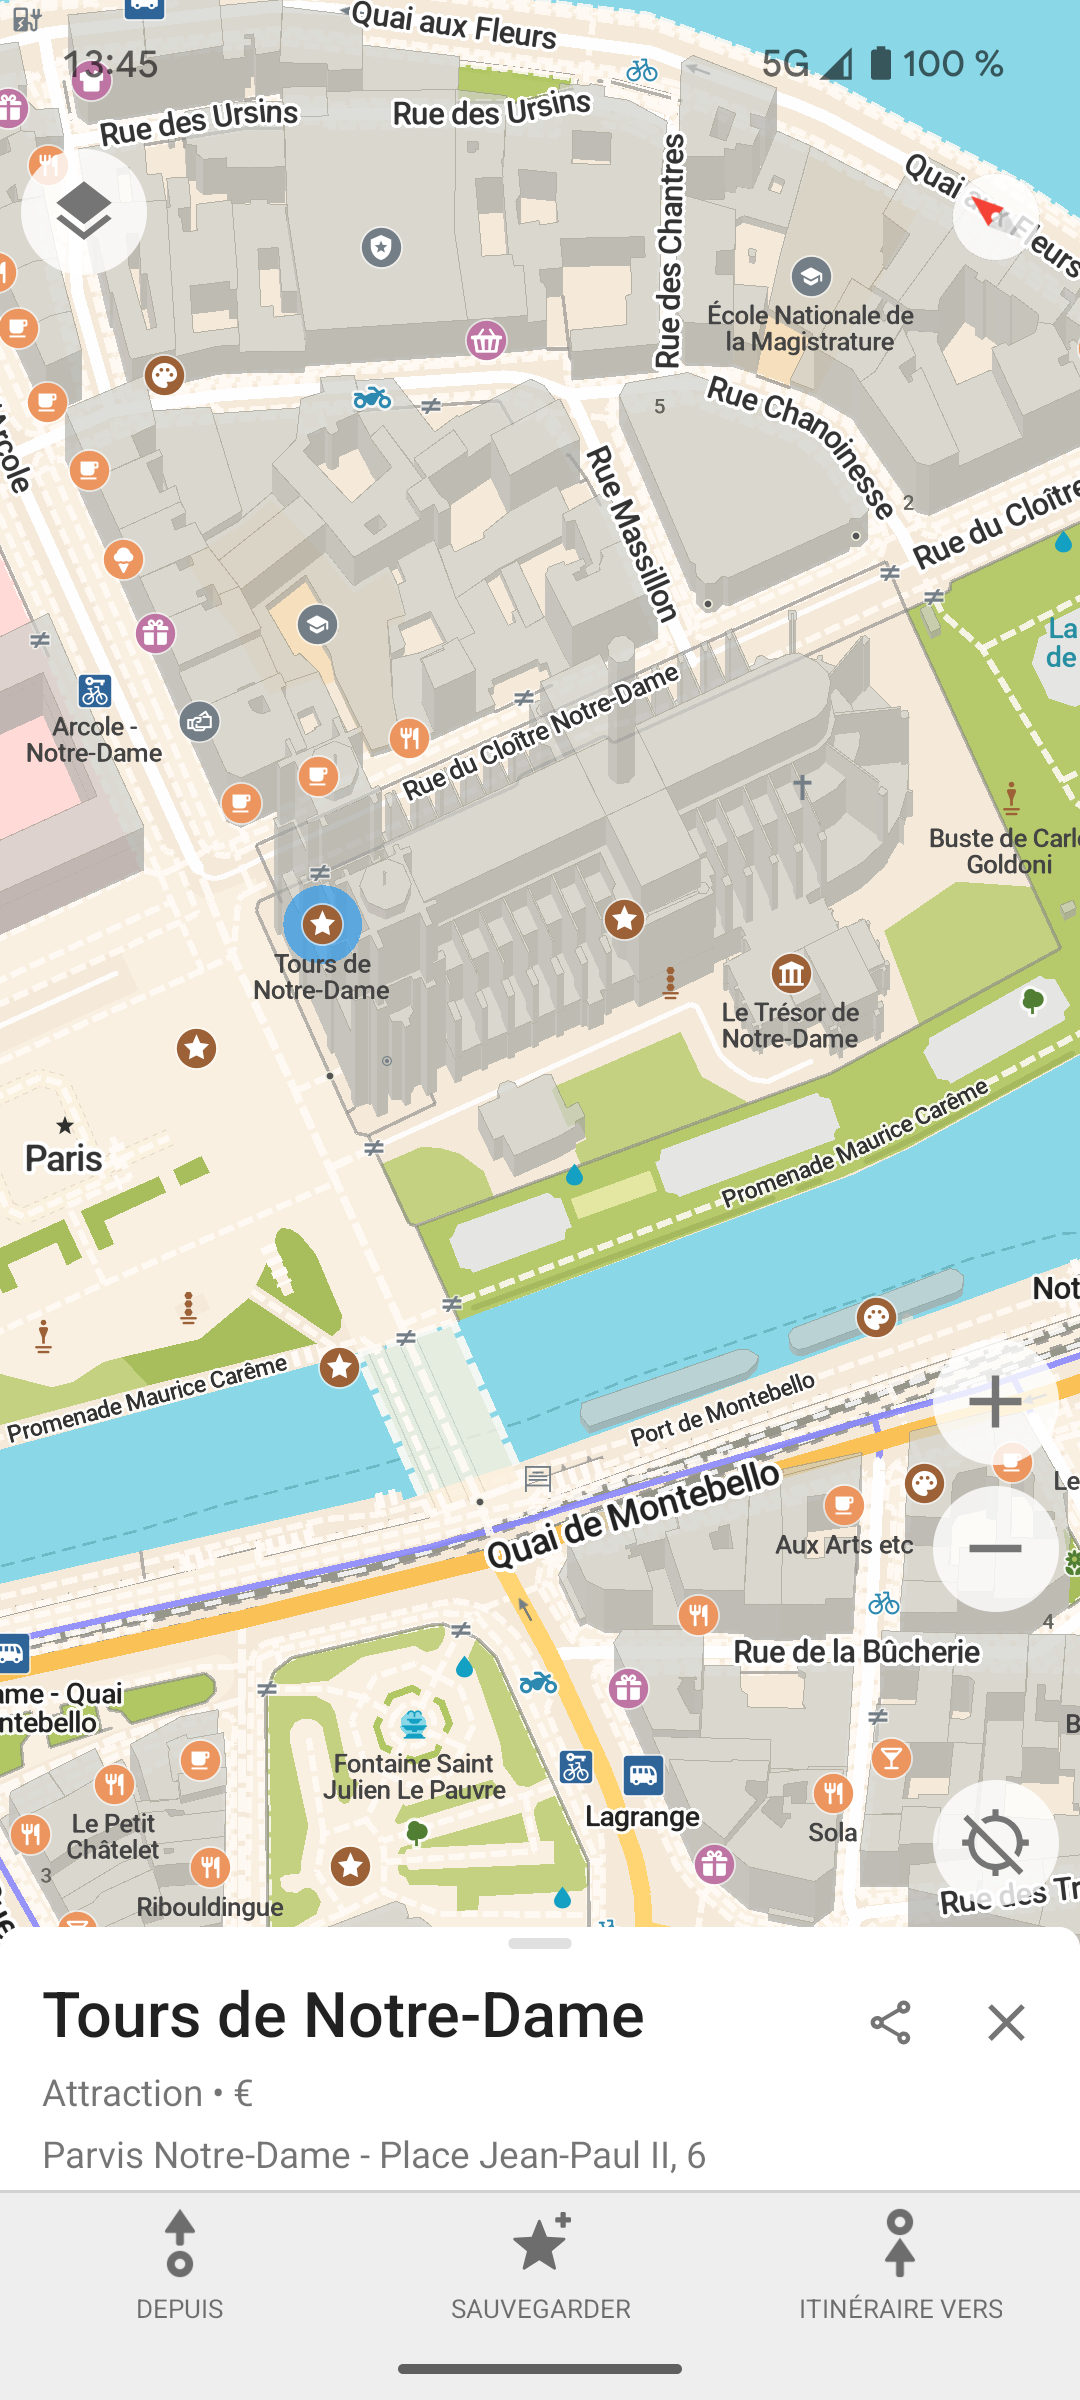 Quai aux Fleurs
13:45
5G
100 %
Rue des Ursins
Rue des Ursins
Rue des Chantres
Quai aux Fleurs
École Nationale de
la Magistrature
Rue Chanoinesse
5
2
Arcole
Rue Massillon
Rue du Cloître
La
de
Arcole -
Notre-Dame
Rue du Cloître Notre-Dame
Buste de Carlo
Goldoni
Tours de
Notre-Dame
Le Trésor de
Notre-Dame
Paris
Promenade Maurice Carême
Not
Promenade Maurice Carême
Port de Montebello
Quai de Montebello
Le
Aux Arts etc
4
Rue de la Bûcherie
ame - Quai
ntebello
B
Fontaine Saint
Julien Le Pauvre
Lagrange
Le Petit
Châtelet
Sola
3
Ribouldingue
Rue des Tr
Tours de Notre-Dame
Attraction • €
Parvis Notre-Dame - Place Jean-Paul II, 6
DEPUIS
SAUVEGARDER
ITINÉRAIRE VERS